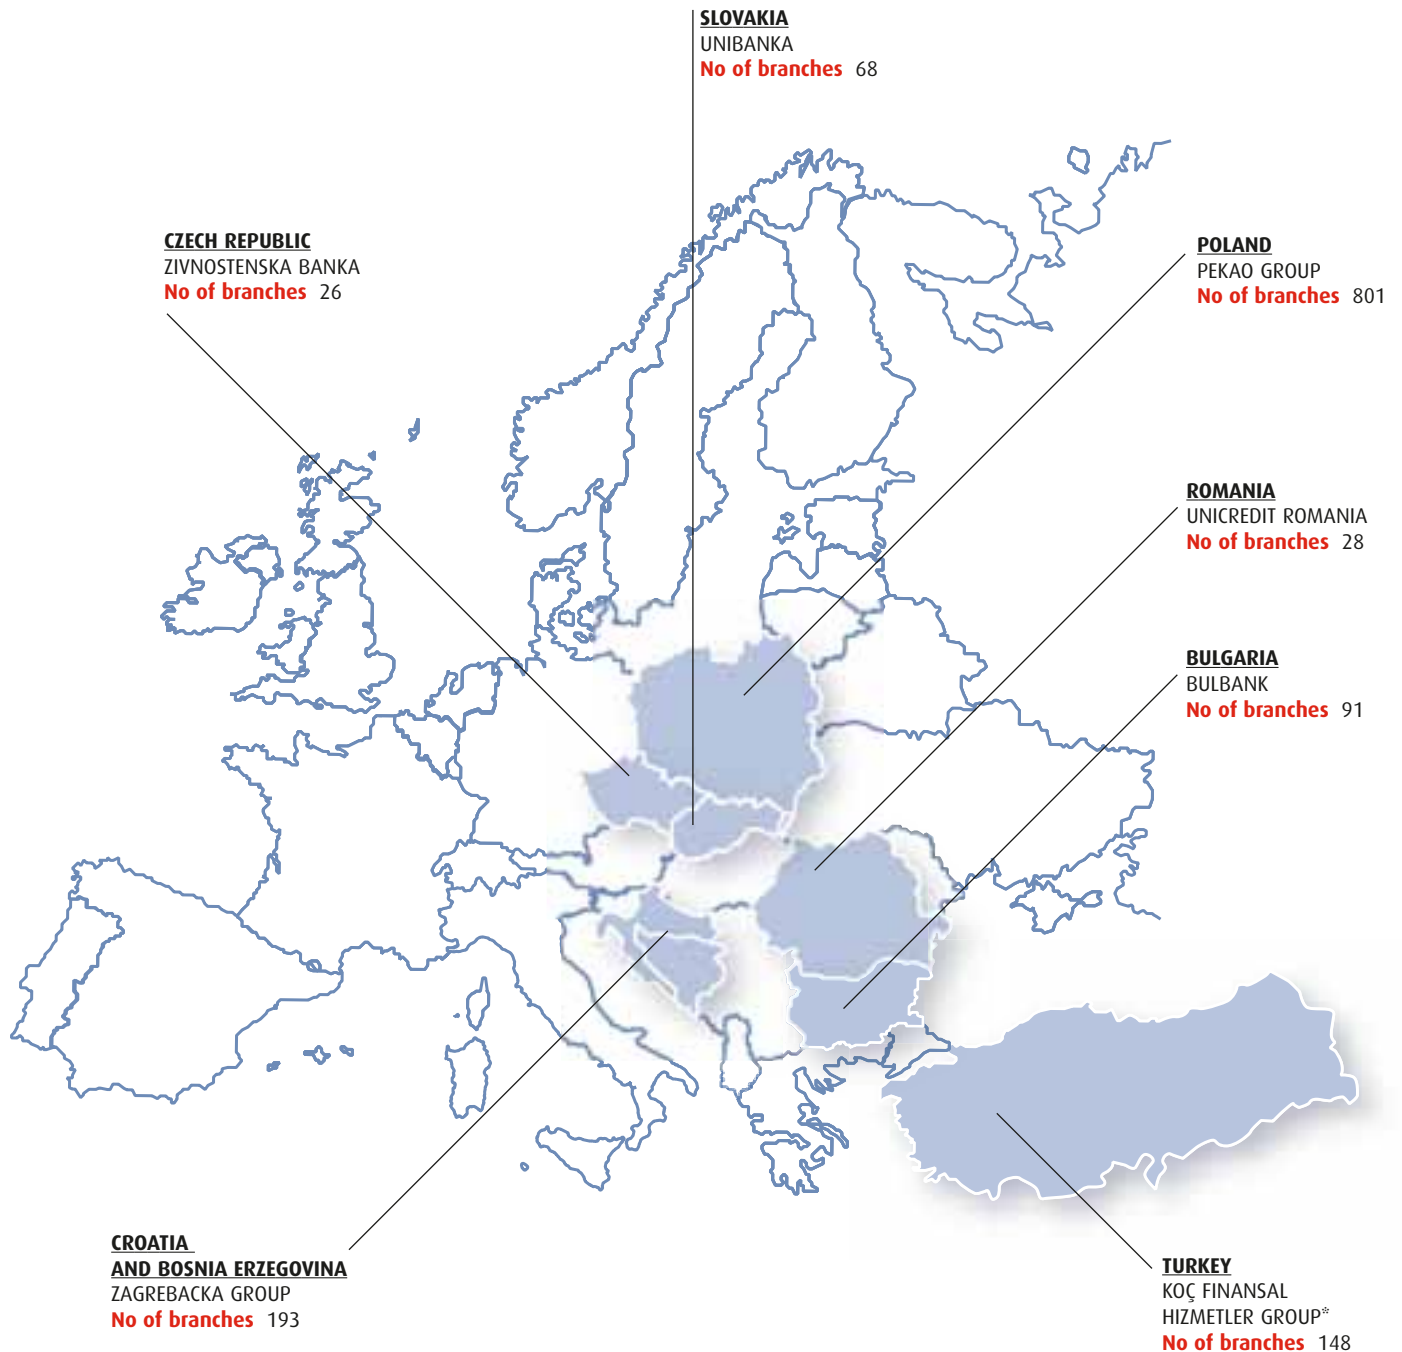 SLOVAKIA
UNIBANKA
No of branches 68
CZECH REPUBLIC
ZIVNOSTENSKA BANKA
No of branches 26
POLAND
PEKAO GROUP
No of branches 801
ROMANIA
UNICREDIT ROMANIA
No of branches 28
BULGARIA
BULBANK
No of branches 91
CROATIA
AND BOSNIA ERZEGOVINA
ZAGREBACKA GROUP
No of branches 193
TURKEY
KOÇ FINANSAL
HIZMETLER GROUP*
No of branches 148